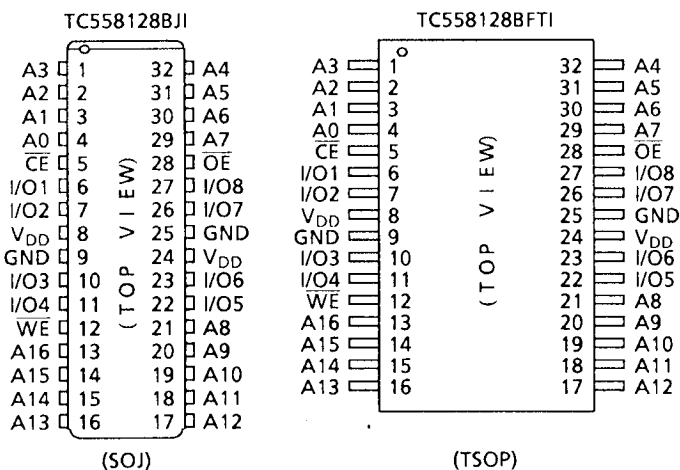 TC558128BJI
A3 1 32 A4
A2 2 31 A5
A1 3 30 A6
A0 4 29 A7
C̅E̅ 5 28 O̅E̅
I/O1 6 27 I/O8
I/O2 7 26 I/O7
VDD 8 25 GND
GND 9 24 VDD
I/O3 10 23 I/O6
I/O4 11 22 I/O5
W̅E̅ 12 21 A8
A16 13 20 A9
A15 14 19 A10
A14 15 18 A11
A13 16 17 A12
(TOP VIEW)
(SOJ)
TC558128BFTI
A3 1 32 A4
A2 2 31 A5
A1 3 30 A6
A0 4 29 A7
C̅E̅ 5 28 O̅E̅
I/O1 6 27 I/O8
I/O2 7 26 I/O7
VDD 8 25 GND
GND 9 24 VDD
I/O3 10 23 I/O6
I/O4 11 22 I/O5
W̅E̅ 12 21 A8
A16 13 20 A9
A15 14 19 A10
A14 15 18 A11
A13 16 17 A12
(TOP VIEW)
(TSOP)